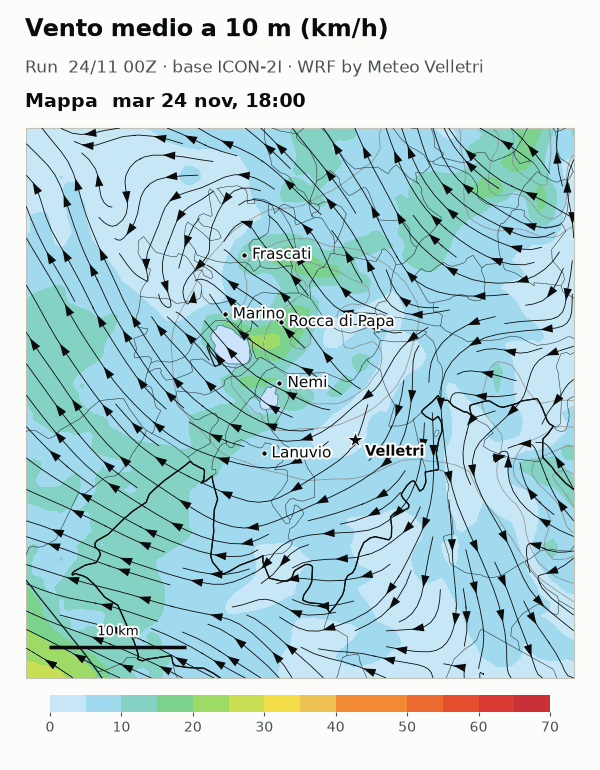 Vento medio a 10 m (km/h)
Run  24/11 00Z · base ICON-2I · WRF by Meteo Velletri
Mappa  mar 24 nov, 18:00
Frascati
Marino
Rocca di Papa
Nemi
Lanuvio
Velletri
10 km
0 10 20 30 40 50 60 70